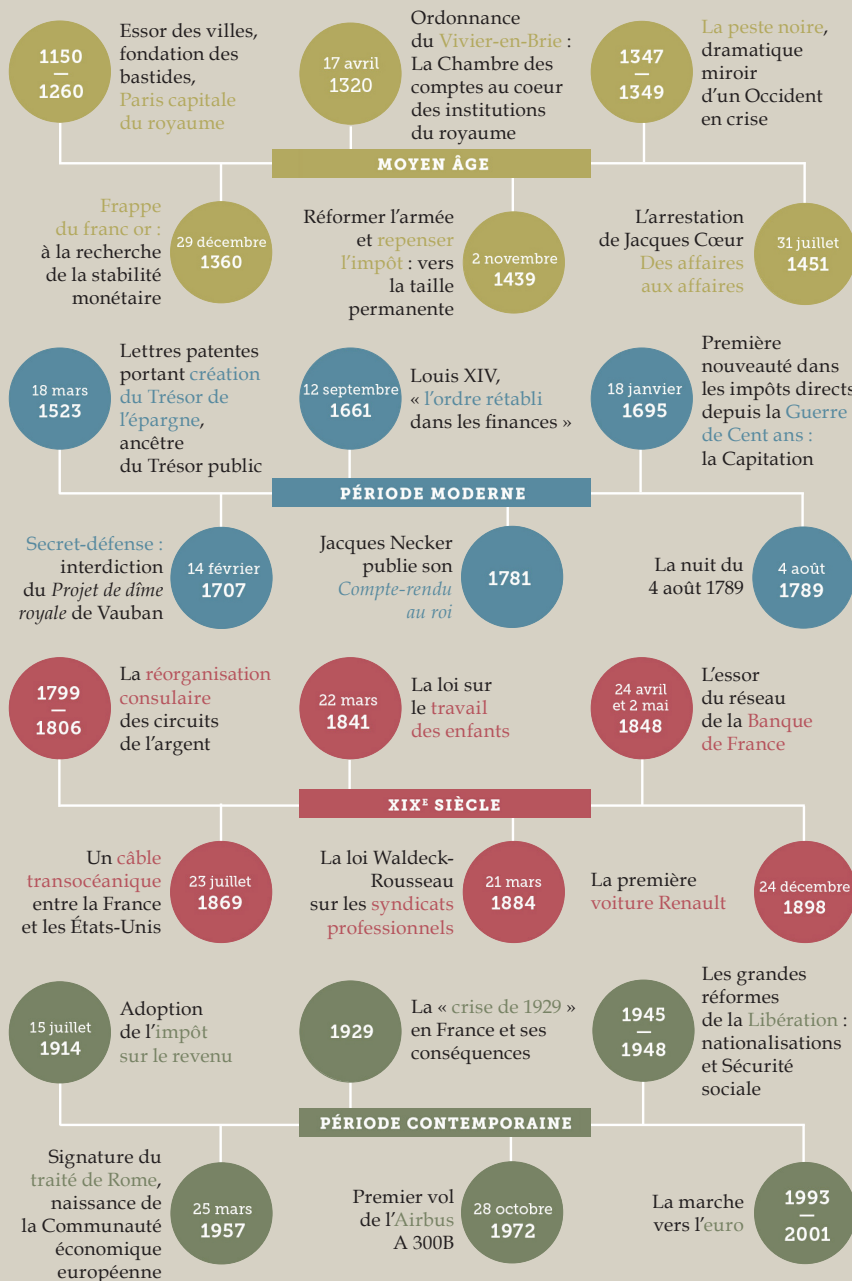 1150
—
1260
Essor des villes,
fondation des
bastides,
Paris capitale
du royaume
17 avril
1320
Ordonnance
du Vivier-en-Brie :
La Chambre des
comptes au coeur
des institutions
du royaume
1347
—
1349
La peste noire,
dramatique
miroir
d'un Occident
en crise
MOYEN ÂGE
Frappe
du franc or :
à la recherche
de la stabilité
monétaire
29 décembre
1360
Réformer l'armée
et repenser
l'impôt : vers
la taille
permanente
2 novembre
1439
L'arrestation
de Jacques Cœur
Des affaires
aux affaires
31 juillet
1451
18 mars
1523
Lettres patentes
portant création
du Trésor de
l'épargne,
ancêtre
du Trésor public
12 septembre
1661
Louis XIV,
« l'ordre rétabli
dans les finances »
18 janvier
1695
Première
nouveauté dans
les impôts directs
depuis la Guerre
de Cent ans :
la Capitation
PÉRIODE MODERNE
Secret-défense :
interdiction
du Projet de dîme
royale de Vauban
14 février
1707
Jacques Necker
publie son
Compte-rendu
au roi
1781
La nuit du
4 août 1789
4 août
1789
1799
—
1806
La réorganisation
consulaire
des circuits
de l'argent
22 mars
1841
La loi sur
le travail
des enfants
24 avril
et 2 mai
1848
L'essor
du réseau
de la Banque
de France
XIXE SIÈCLE
Un câble
transocéanique
entre la France
et les États-Unis
23 juillet
1869
La loi Waldeck-
Rousseau
sur les syndicats
professionnels
21 mars
1884
La première
voiture Renault
24 décembre
1898
15 juillet
1914
Adoption
de l'impôt
sur le revenu
1929
La « crise de 1929 »
en France et ses
conséquences
1945
—
1948
Les grandes
réformes
de la Libération :
nationalisations
et Sécurité
sociale
PÉRIODE CONTEMPORAINE
Signature du
traité de Rome,
naissance de
la Communauté
économique
européenne
25 mars
1957
Premier vol
de l'Airbus
A 300B
28 octobre
1972
La marche
vers l'euro
1993
—
2001